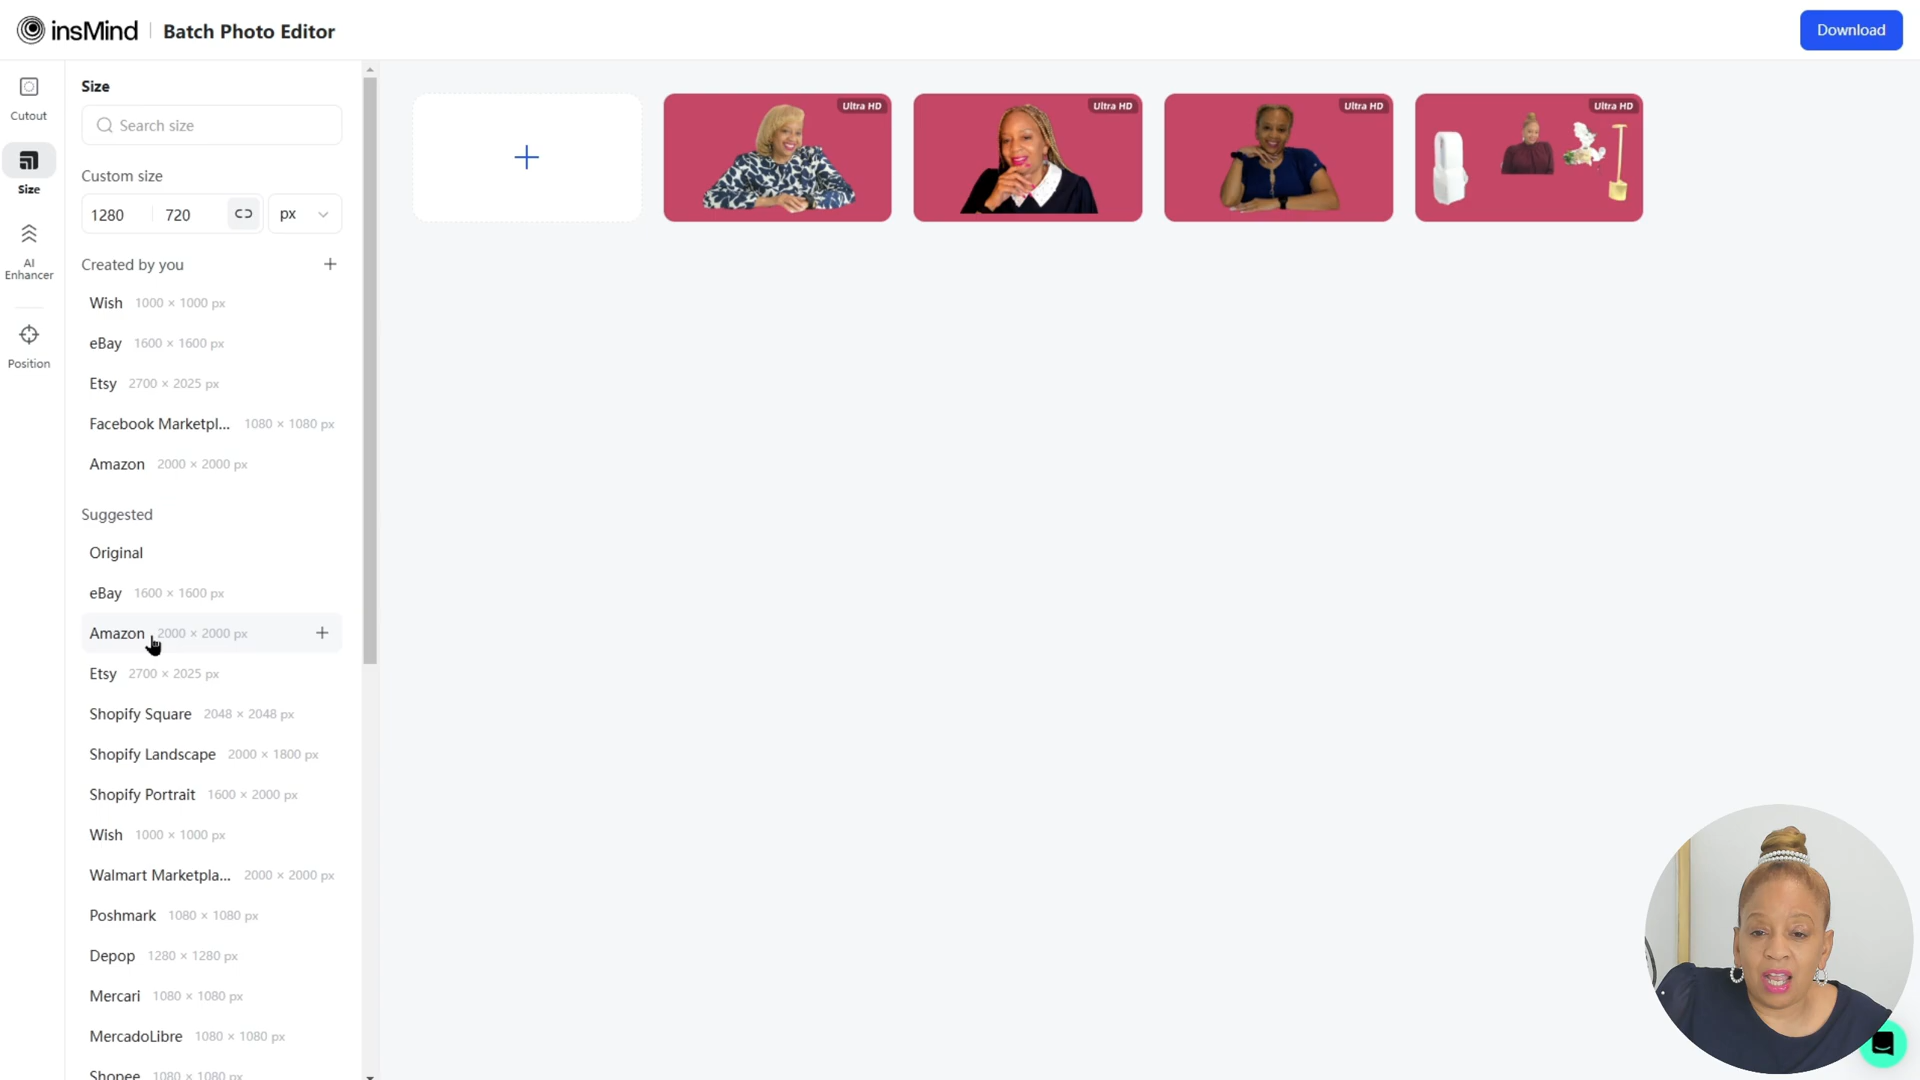 insMind | Batch Photo Editor
Download
Cutout
Size
AI
Enhancer
Position
Size
Search size
Custom size
1280 720 px
Created by you
Wish 1000 × 1000 px
eBay 1600 × 1600 px
Etsy 2700 × 2025 px
Facebook Marketpl... 1080 × 1080 px
Amazon 2000 × 2000 px
Suggested
Original
eBay 1600 × 1600 px
Amazon 2000 × 2000 px
Etsy 2700 × 2025 px
Shopify Square 2048 × 2048 px
Shopify Landscape 2000 × 1800 px
Shopify Portrait 1600 × 2000 px
Wish 1000 × 1000 px
Walmart Marketpla... 2000 × 2000 px
Poshmark 1080 × 1080 px
Depop 1280 × 1280 px
Mercari 1080 × 1080 px
MercadoLibre 1080 × 1080 px
Shopee 1080 × 1080 px
Ultra HD
Ultra HD
Ultra HD
Ultra HD